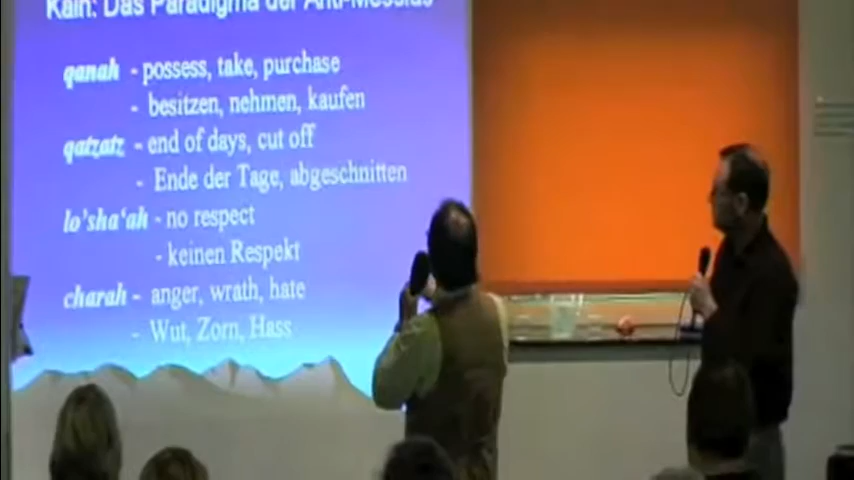 Kain: Das Paradigma der Anti-Messias
qanah - possess, take, purchase
- besitzen, nehmen, kaufen
qatzatz - end of days, cut off
- Ende der Tage, abgeschnitten
lo'sha'ah - no respect
- keinen Respekt
charah - anger, wrath, hate
- Wut, Zorn, Hass